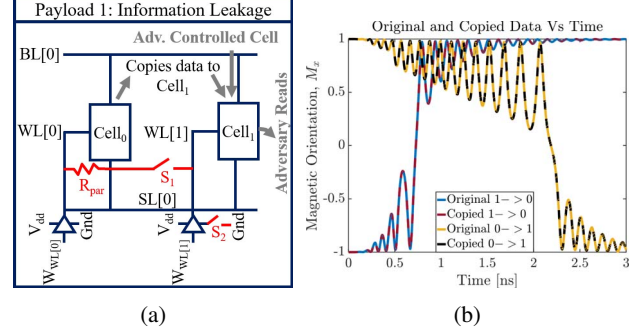 Payload 1: Information Leakage
Adv. Controlled Cell
BL[0]
Copies data to
Cell1
WL[0]
Cell0
WL[1]
Cell1
Adversary Reads
Rpar
S1
SL[0]
Vdd
Gnd
Vdd
Gnd
S2
WWL[0]
WWL[1]
(a)
Original and Copied Data Vs Time
Magnetic Orientation, Mx
1
0.5
0
-0.5
-1
Original 1->0
Copied 1->0
Original 0->1
Copied 0->1
0 0.5 1 1.5 2 2.5 3
Time [ns]
(b)